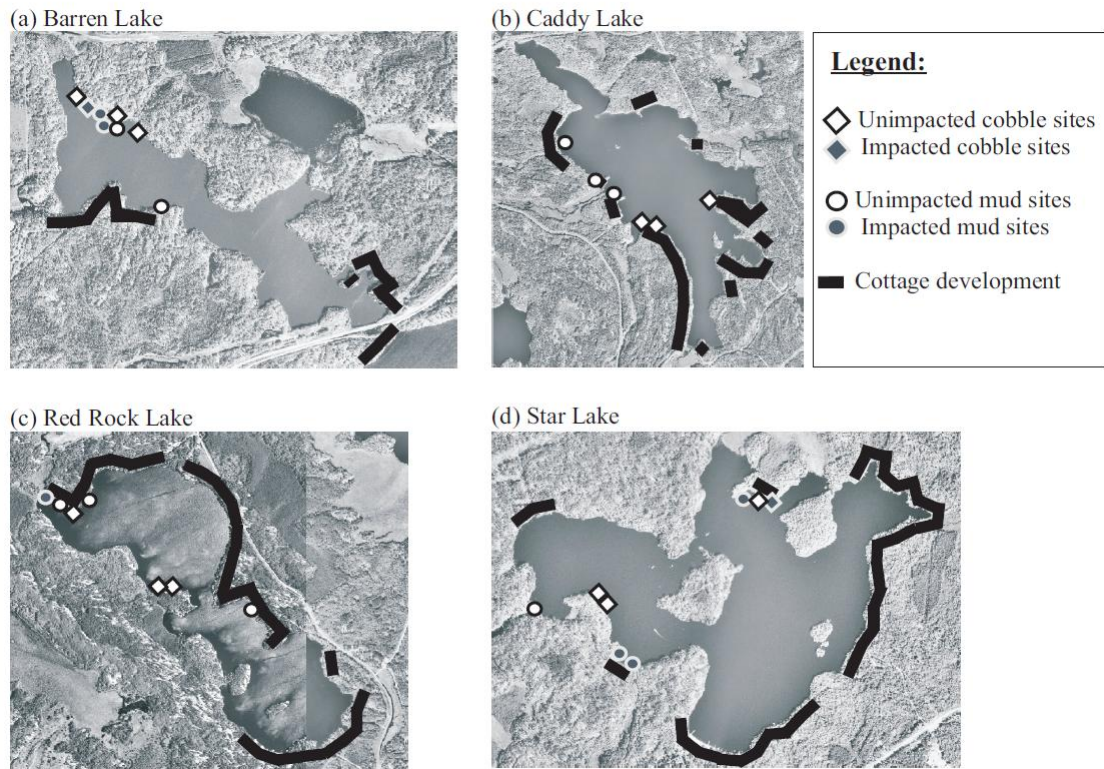 (a) Barren Lake
(b) Caddy Lake
Legend:
Unimpacted cobble sites
Impacted cobble sites
Unimpacted mud sites
Impacted mud sites
Cottage development
(c) Red Rock Lake
(d) Star Lake